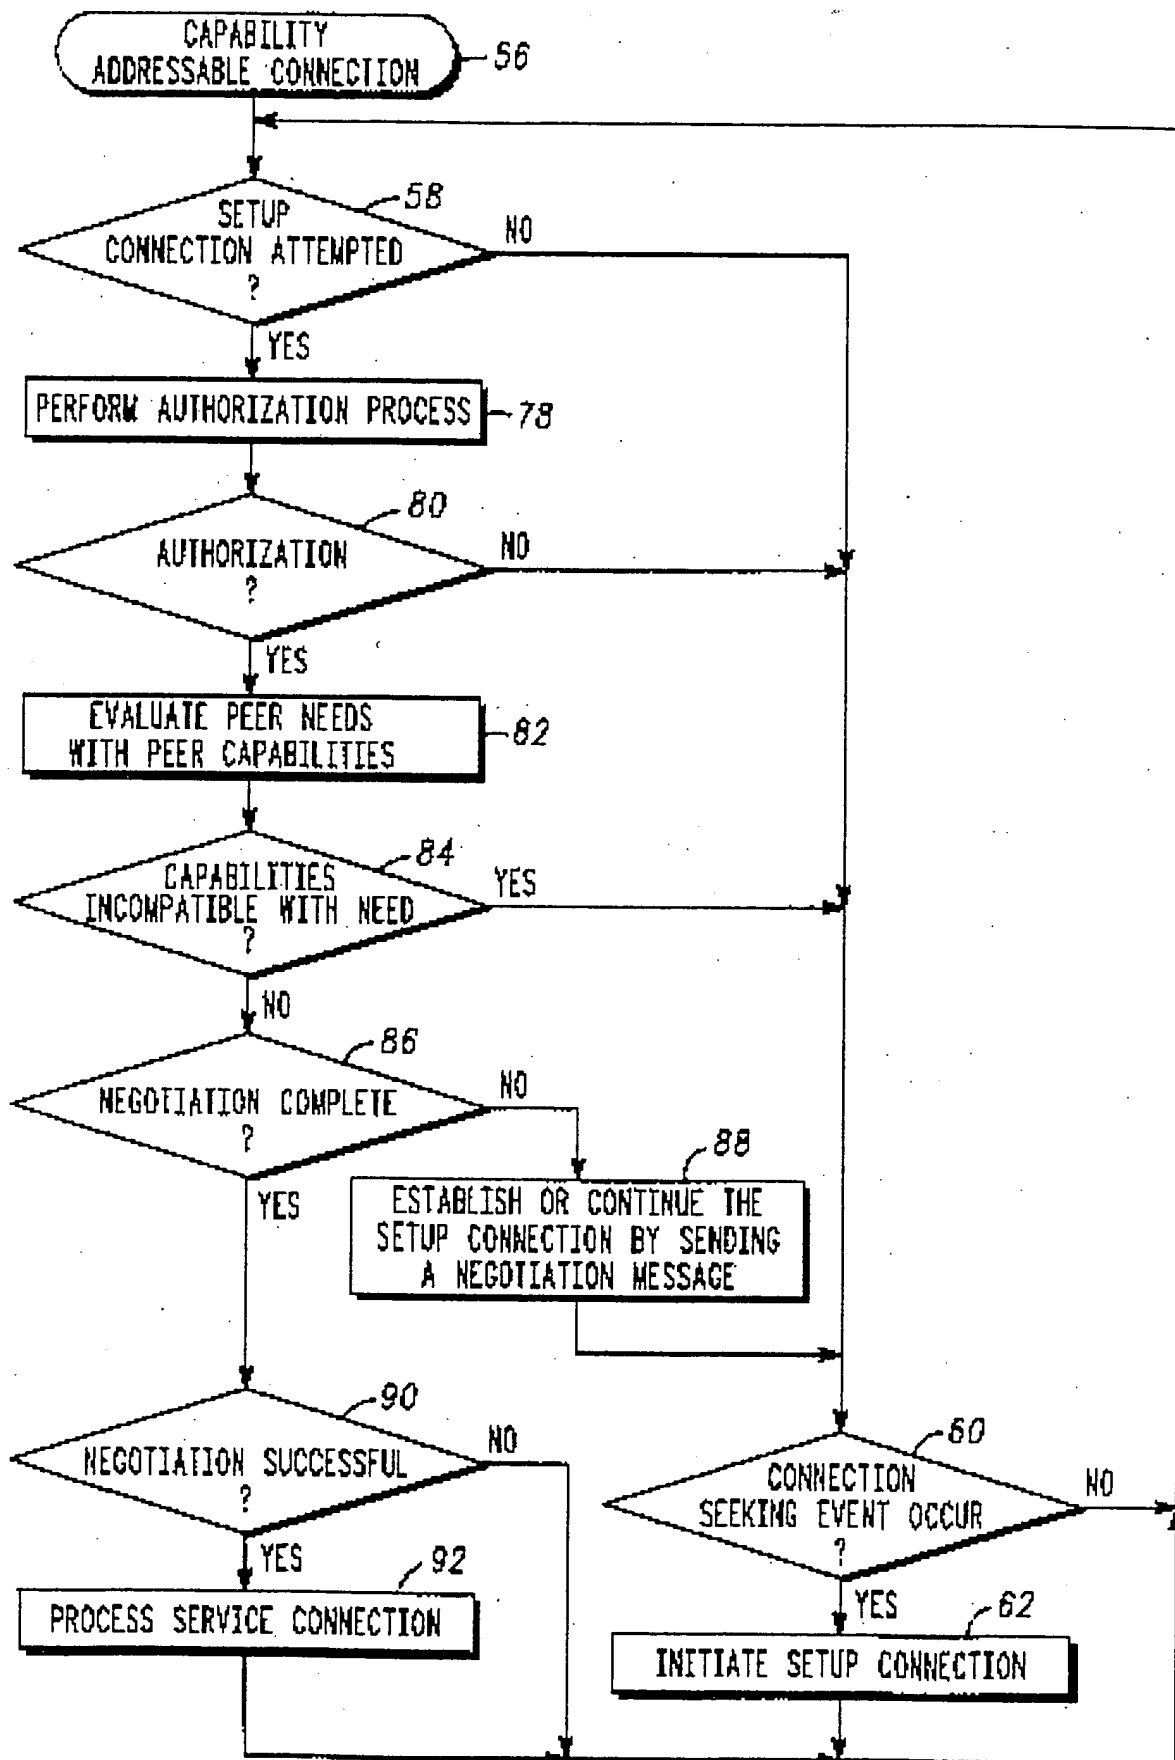 CAPABILITY
ADDRESSABLE CONNECTION
56
58
SETUP
CONNECTION ATTEMPTED
?
NO
YES
PERFORM AUTHORIZATION PROCESS
78
80
AUTHORIZATION
?
NO
YES
EVALUATE PEER NEEDS
WITH PEER CAPABILITIES
82
84
CAPABILITIES
INCOMPATIBLE WITH NEED
?
YES
NO
86
NEGOTIATION COMPLETE
?
NO
YES
88
ESTABLISH OR CONTINUE THE
SETUP CONNECTION BY SENDING
A NEGOTIATION MESSAGE
90
NEGOTIATION SUCCESSFUL
?
NO
YES
92
PROCESS SERVICE CONNECTION
60
CONNECTION
SEEKING EVENT OCCUR
?
NO
YES
62
INITIATE SETUP CONNECTION